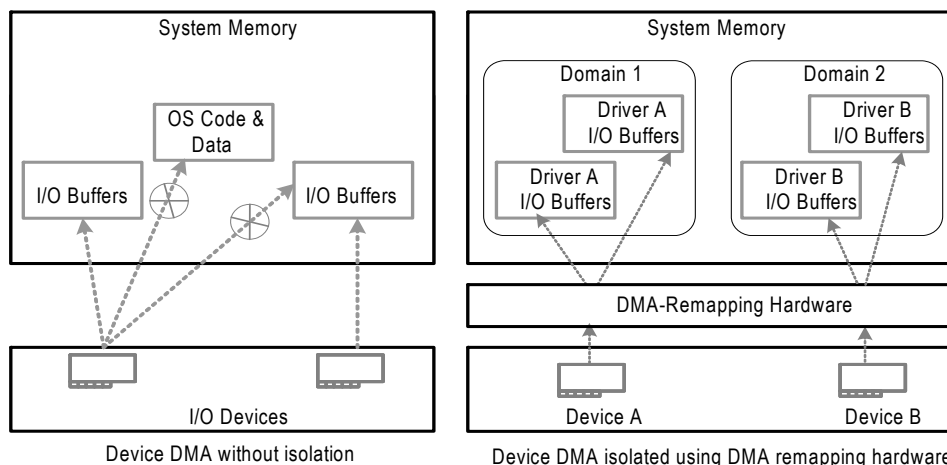 System Memory
OS Code &
Data
I/O Buffers
I/O Buffers
I/O Devices
Device DMA without isolation
System Memory
Domain 1
Driver A
I/O Buffers
Driver A
I/O Buffers
Domain 2
Driver B
I/O Buffers
Driver B
I/O Buffers
DMA-Remapping Hardware
Device A
Device B
Device DMA isolated using DMA remapping hardware